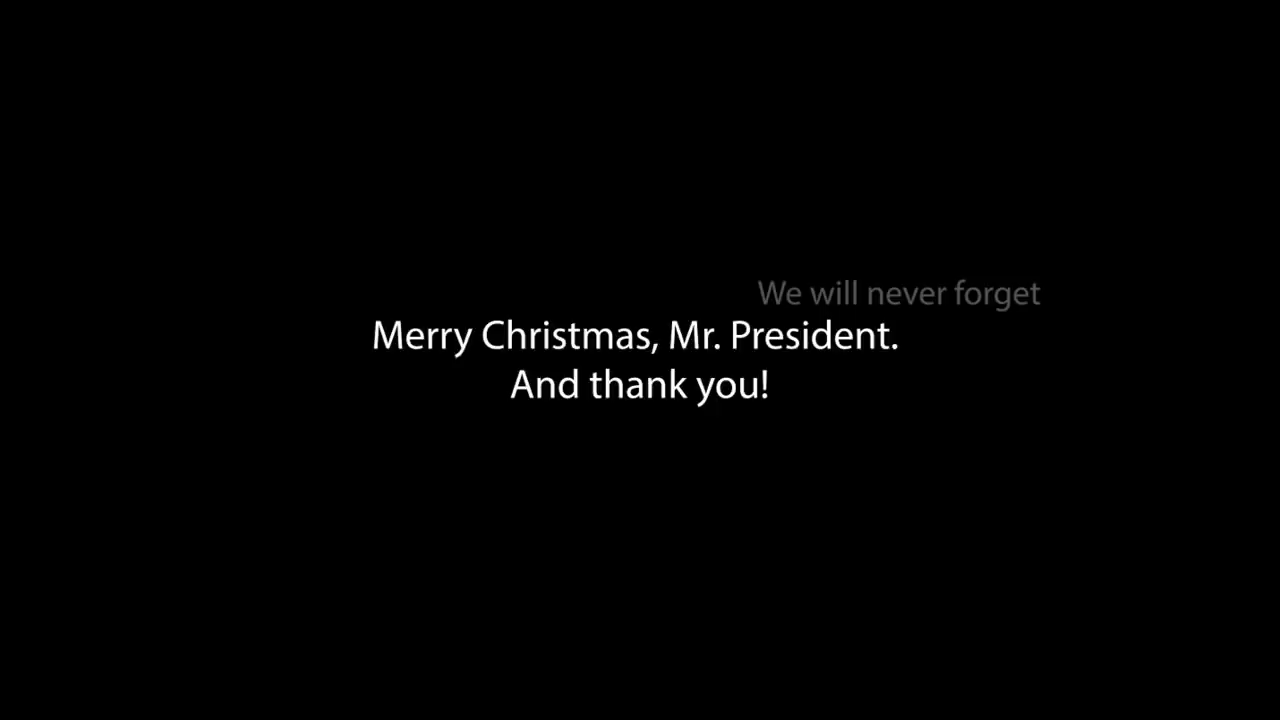 We will never forget
Merry Christmas, Mr. President.
And thank you!